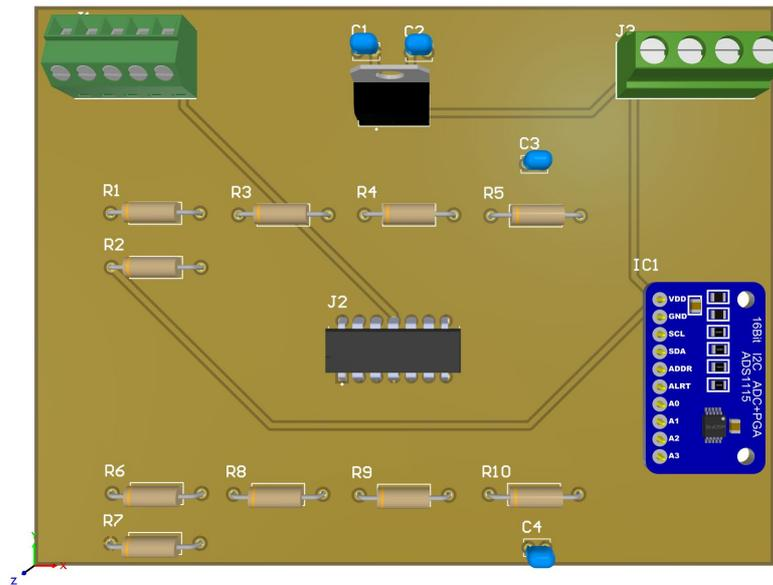 C1 C2
C3
R1 R3 R4 R5
R2
IC1
J2
VDD
GND
SCL
SDA
ADDR
ALRT
A0
A1
A2
A3
16Bit I2C ADC+PGA
ADS1115
R6 R8 R9 R10
R7
C4
Y
X
Z